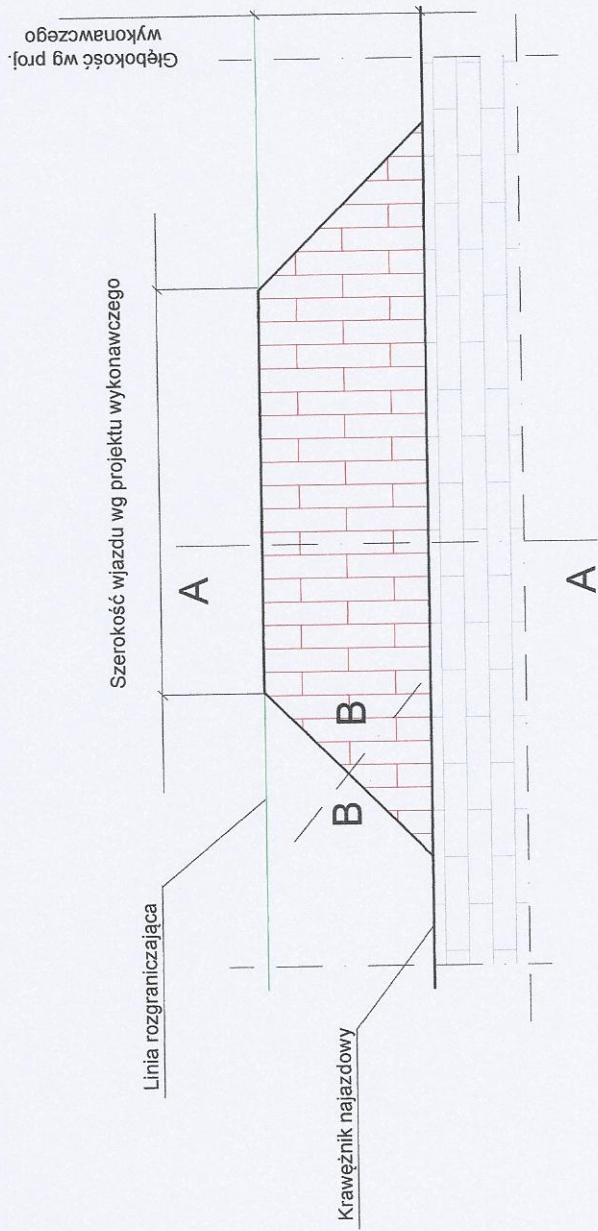 Głębokość wg proj.
wykonawczego
Szerokość wjazdu wg projektu wykonawczego
A
Linia rozgraniczająca
B
B
Krawężnik najazdowy
A